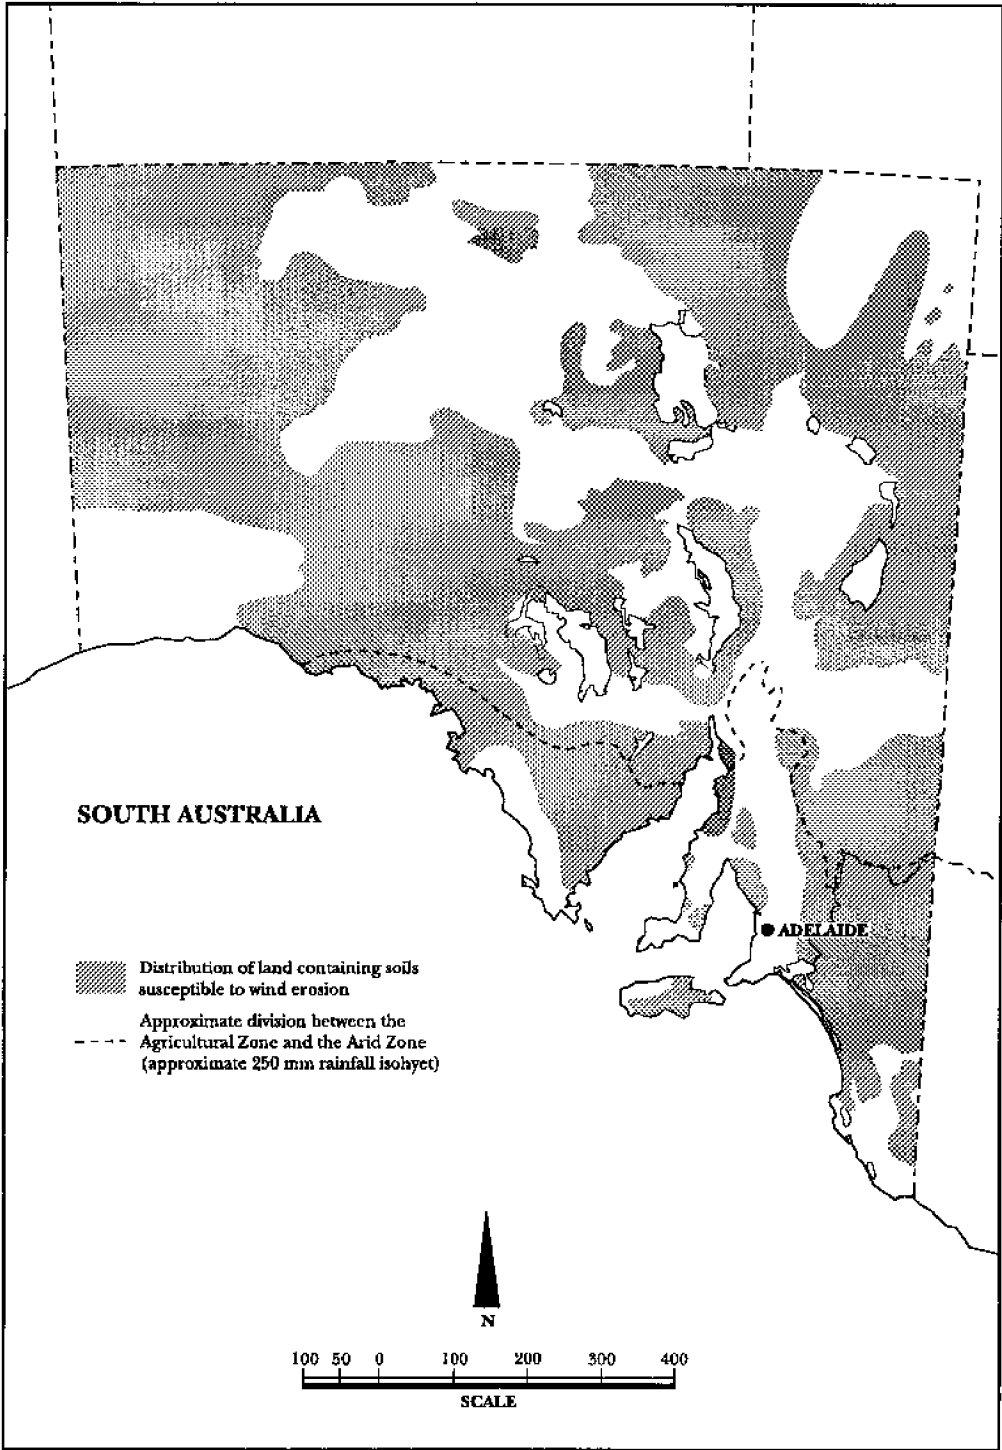 SOUTH AUSTRALIA
ADELAIDE
Distribution of land containing soils
susceptible to wind erosion
Approximate division between the
Agricultural Zone and the Arid Zone
(approximate 250 mm rainfall isohyet)
N
100 50 0 100 200 300 400
SCALE